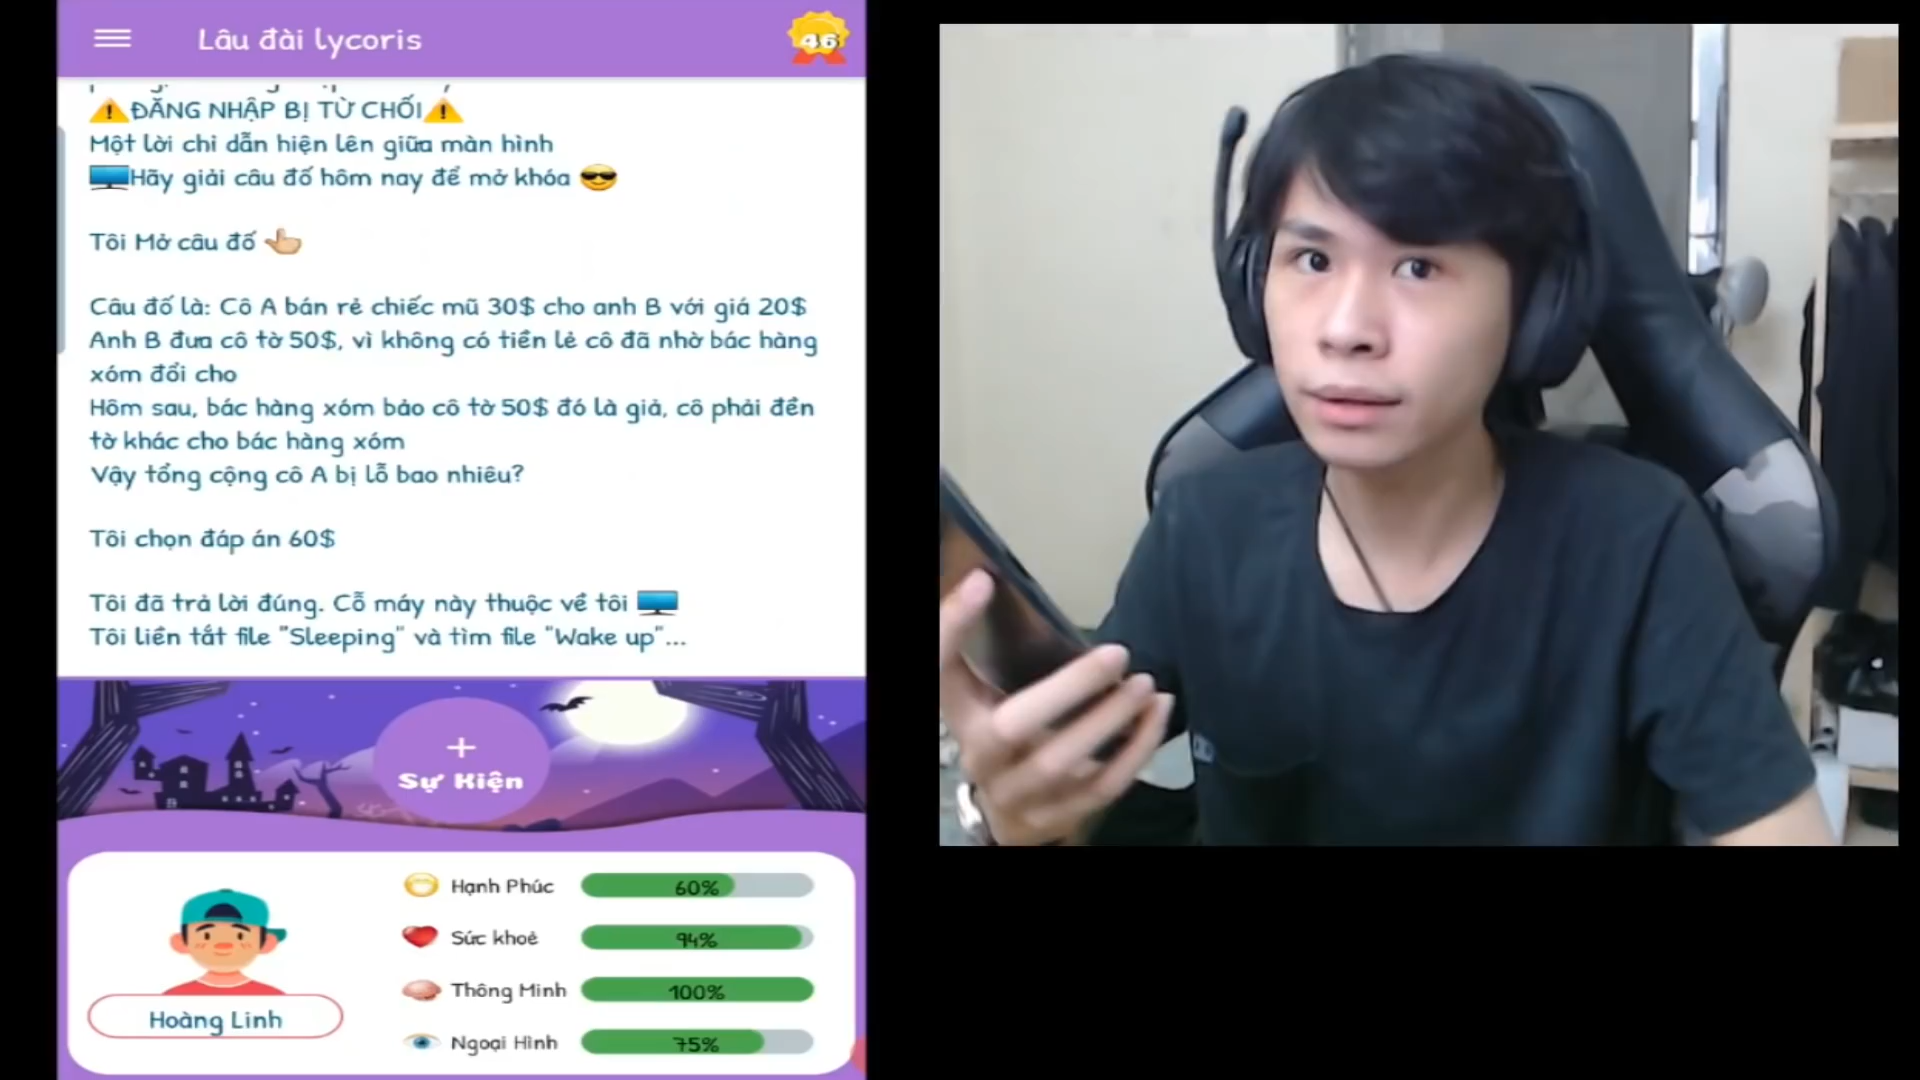 Lâu đài lycoris
46
ĐĂNG NHẬP BỊ TỪ CHỐI
Một lời chỉ dẫn hiện lên giữa màn hình
Hãy giải câu đố hôm nay để mở khóa
Tôi Mở câu đố
Câu đố là: Cô A bán rẻ chiếc mũ 30$ cho anh B với giá 20$
Anh B đưa cô tờ 50$, vì không có tiền lẻ cô đã nhờ bác hàng
xóm đổi cho
Hôm sau, bác hàng xóm bảo cô tờ 50$ đó là giả, cô phải đền
tờ khác cho bác hàng xóm
Vậy tổng cộng cô A bị lỗ bao nhiêu?
Tôi chọn đáp án 60$
Tôi đã trả lời đúng. Cỗ máy này thuộc về tôi
Tôi liền tắt file "Sleeping" và tìm file "Wake up"...
+
Sự Kiện
Hạnh Phúc 60%
Sức khoẻ 94%
Thông Minh 100%
Hoàng Linh
Ngoại Hình 75%